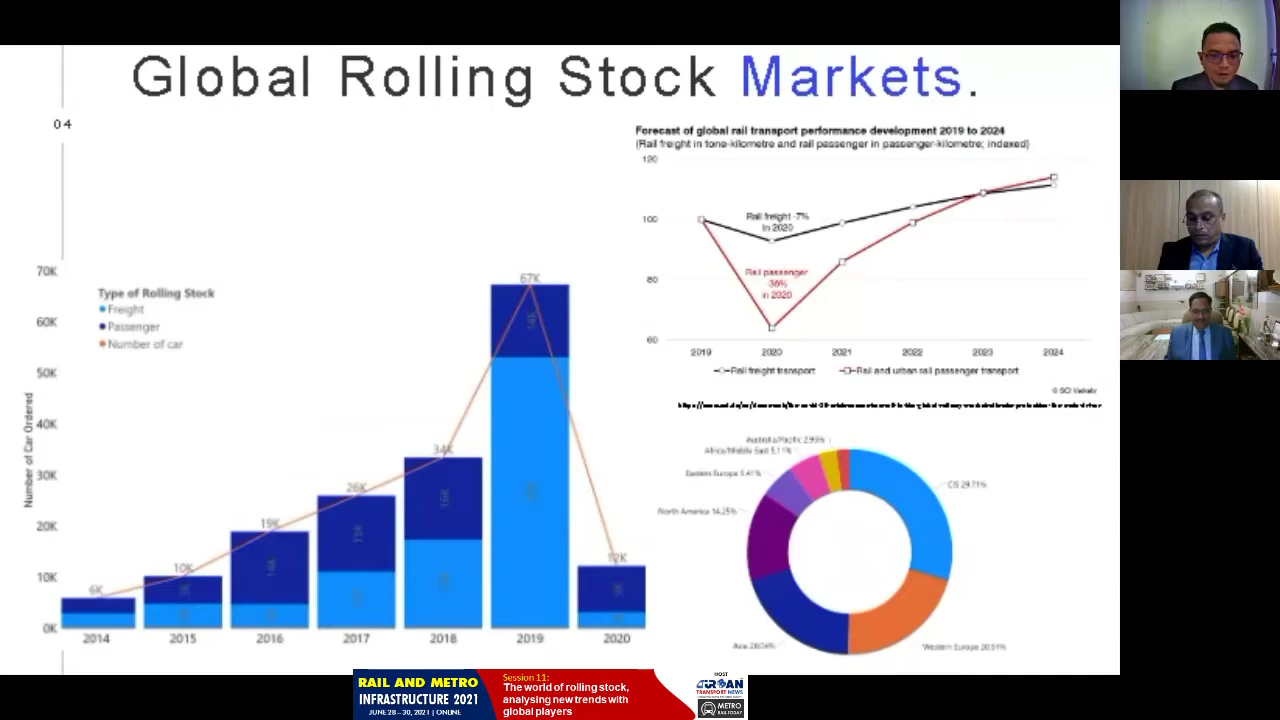 Global Rolling Stock Markets.
04
Forecast of global rail transport performance development 2019 to 2024
(Rail freight in tone-kilometre and rail passenger in passenger-kilometre; indexed)
120
100
80
60
Rail freight -7%
in 2020
Rail passenger
-36%
in 2020
2019 2020 2021 2022 2023 2024
Rail freight transport
Rail and urban rail passenger transport
© SCI Verkehr
70K
60K
50K
40K
30K
20K
10K
0K
Number of Car Ordered
Type of Rolling Stock
Freight
Passenger
Number of car
6K
10K
19K
26K
34K
67K
12K
14K
15K
16K
14K
2014 2015 2016 2017 2018 2019 2020
Australia/Pacific 2.95%
Africa/Middle East 5.11%
Eastern Europe 5.41%
North America 14.25%
CIS 29.71%
Asia
Western Europe
RAIL AND METRO
INFRASTRUCTURE 2021
JUNE 28-30, 2021 | ONLINE
Session 11:
The world of rolling stock,
analysing new trends with
global players
HOST
URBAN
TRANSPORT NEWS
METRO
RAIL TODAY